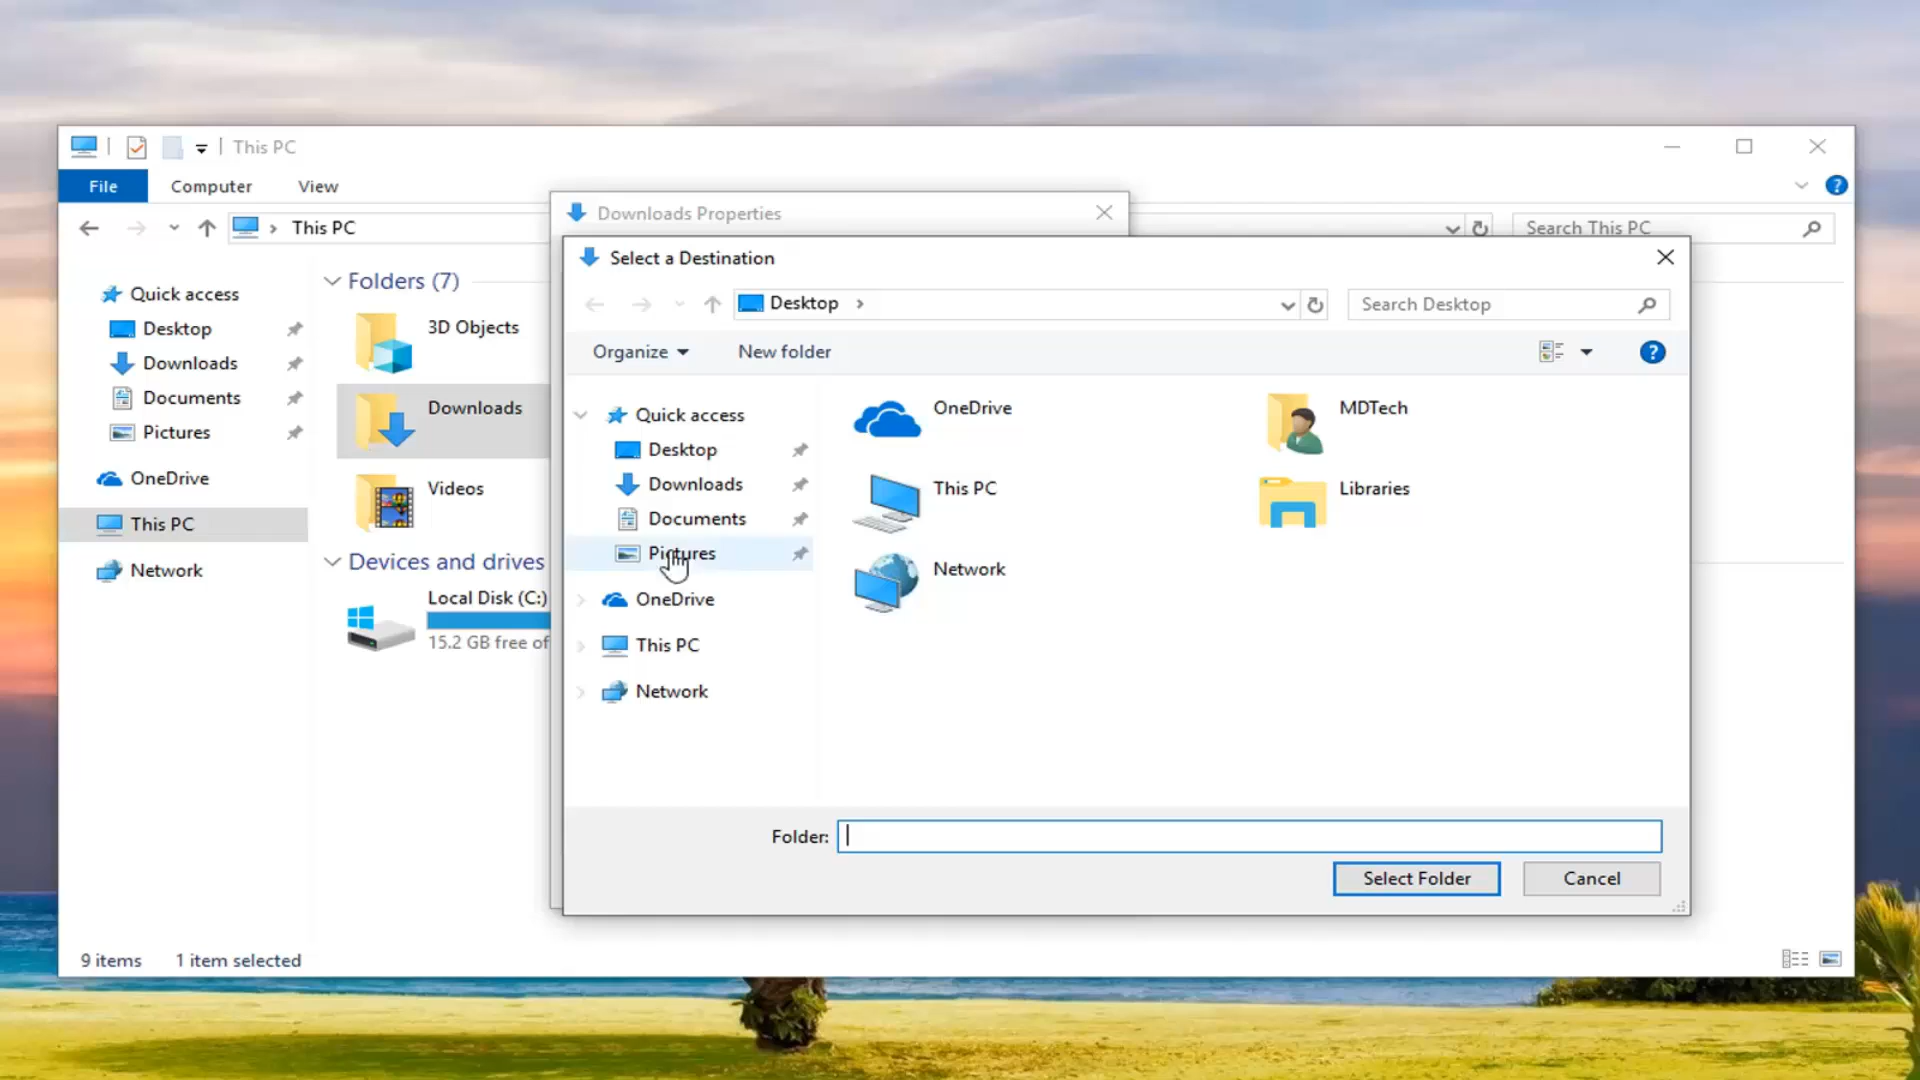 This PC
File
Computer
View
This PC
Search This PC
Quick access
Desktop
Downloads
Documents
Pictures
OneDrive
This PC
Network
Folders (7)
3D Objects
Downloads
Videos
Devices and drives
Local Disk (C:)
15.2 GB free of
9 items
1 item selected
Downloads Properties
Select a Destination
Desktop
Search Desktop
Organize
New folder
Quick access
Desktop
Downloads
Documents
Pictures
OneDrive
This PC
Network
OneDrive
MDTech
This PC
Libraries
Network
Folder:
Select Folder
Cancel